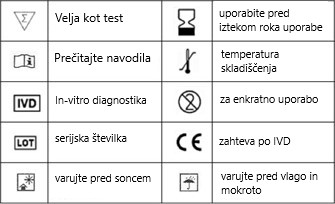 Σ Velja kot test
uporabite pred
iztekom roka uporabe
i Prečitajte navodila
temperatura
skladiščenja
IVD In-vitro diagnostika
2 za enkratno uporabo
LOT serijska številka
CE zahteva po IVD
varujte pred soncem
varujte pred vlago in
mokroto